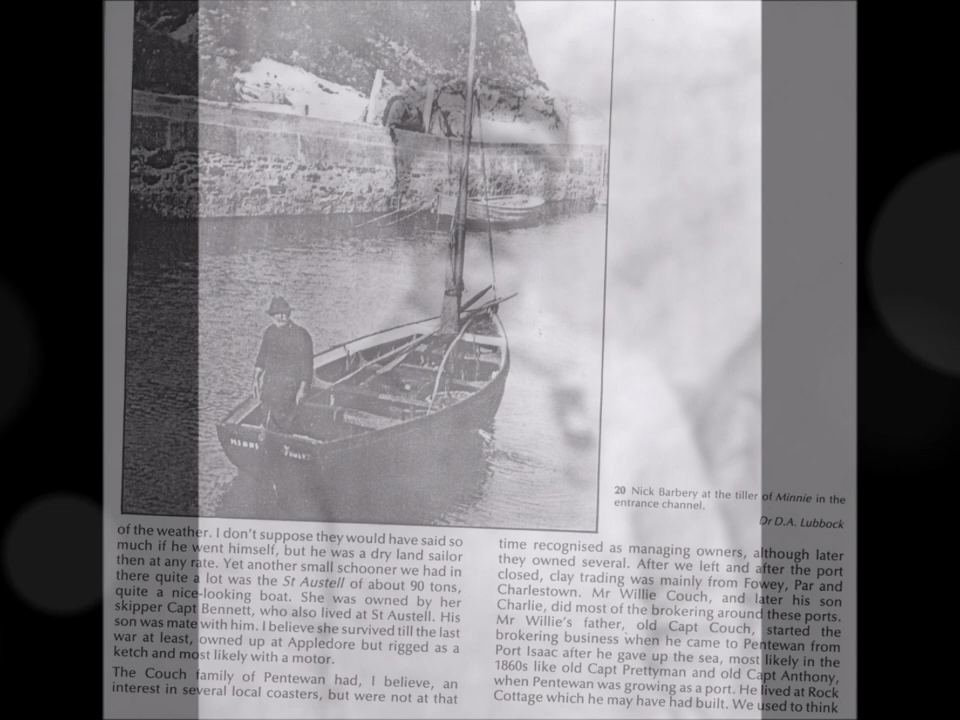 20 Nick Barbery at the tiller of Minnie in the
entrance channel.
Dr D.A. Lubbock
of the weather. I don't suppose they would have said so
much if he went himself, but he was a dry land sailor
then at any rate. Yet another small schooner we had in
there quite a lot was the St Austell of about 90 tons,
quite a nice-looking boat. She was owned by her
skipper Capt Bennett, who also lived at St Austell. His
son was mate with him. I believe she survived till the last
war at least, owned up at Appledore but rigged as a
ketch and most likely with a motor.
The Couch family of Pentewan had, I believe, an
interest in several local coasters, but were not at that
time recognised as managing owners, although later
they owned several. After we left and after the port
closed, clay trading was mainly from Fowey, Par and
Charlestown. Mr Willie Couch, and later his son
Charlie, did most of the brokering around these ports.
Mr Willie's father, old Capt Couch, started the
brokering business when he came to Pentewan from
Port Isaac after he gave up the sea, most likely in the
1860s like old Capt Prettyman and old Capt Anthony,
when Pentewan was growing as a port. He lived at Rock
Cottage which he may have had built. We used to think